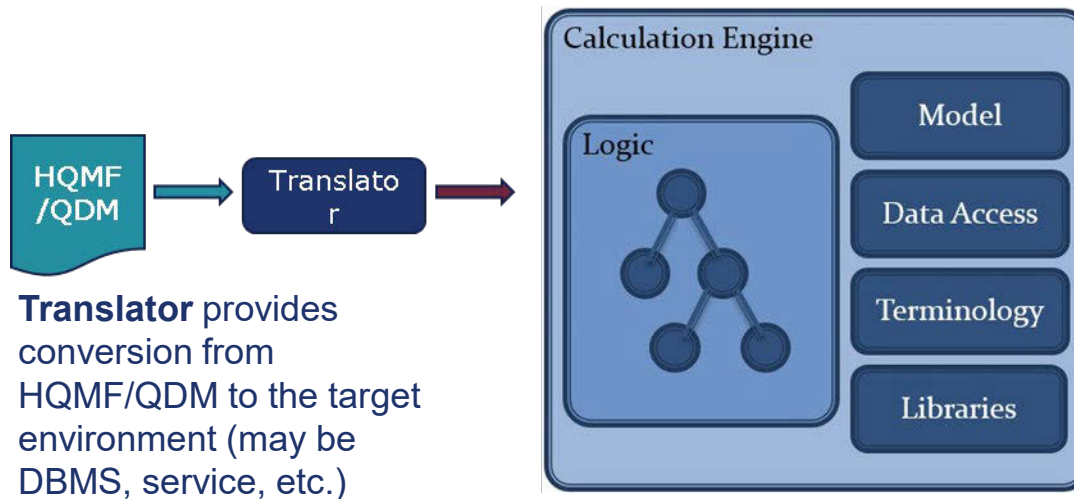 HQMF
/QDM
Translato
r
Translator provides
conversion from
HQMF/QDM to the target
environment (may be
DBMS, service, etc.)
Calculation Engine
Logic
Model
Data Access
Terminology
Libraries